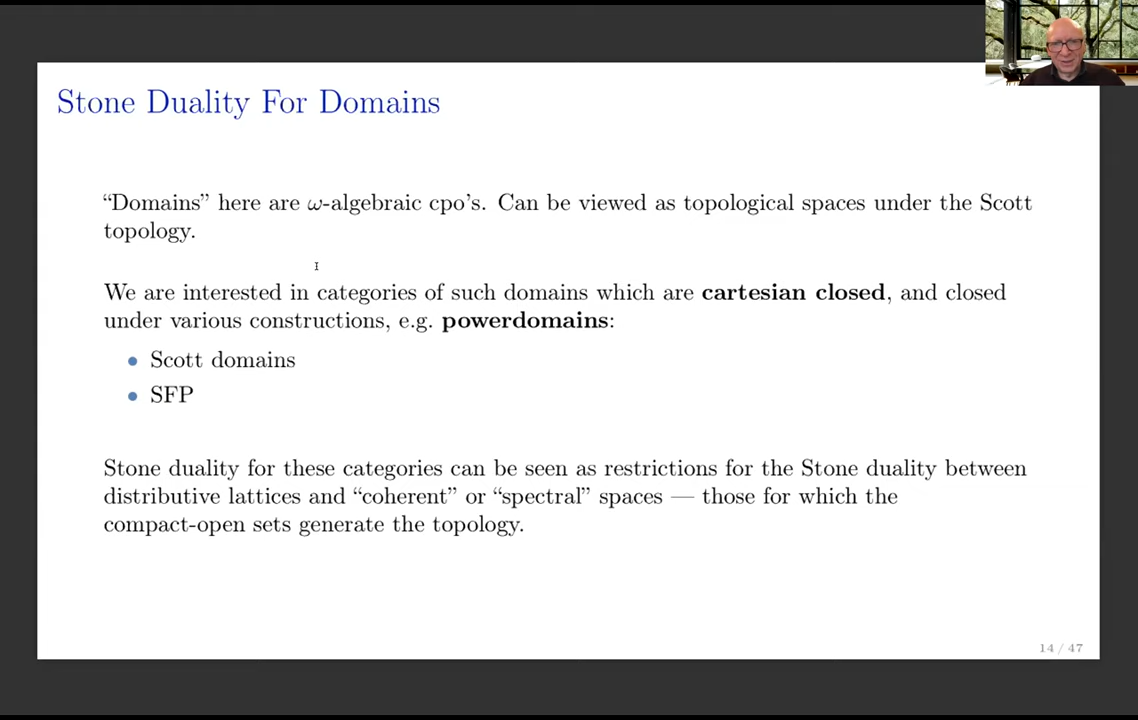 Stone Duality For Domains
“Domains” here are ω-algebraic cpo's. Can be viewed as topological spaces under the Scott
topology.
We are interested in categories of such domains which are cartesian closed, and closed
under various constructions, e.g. powerdomains:
• Scott domains
• SFP
Stone duality for these categories can be seen as restrictions for the Stone duality between
distributive lattices and “coherent” or “spectral” spaces — those for which the
compact-open sets generate the topology.
14 / 47